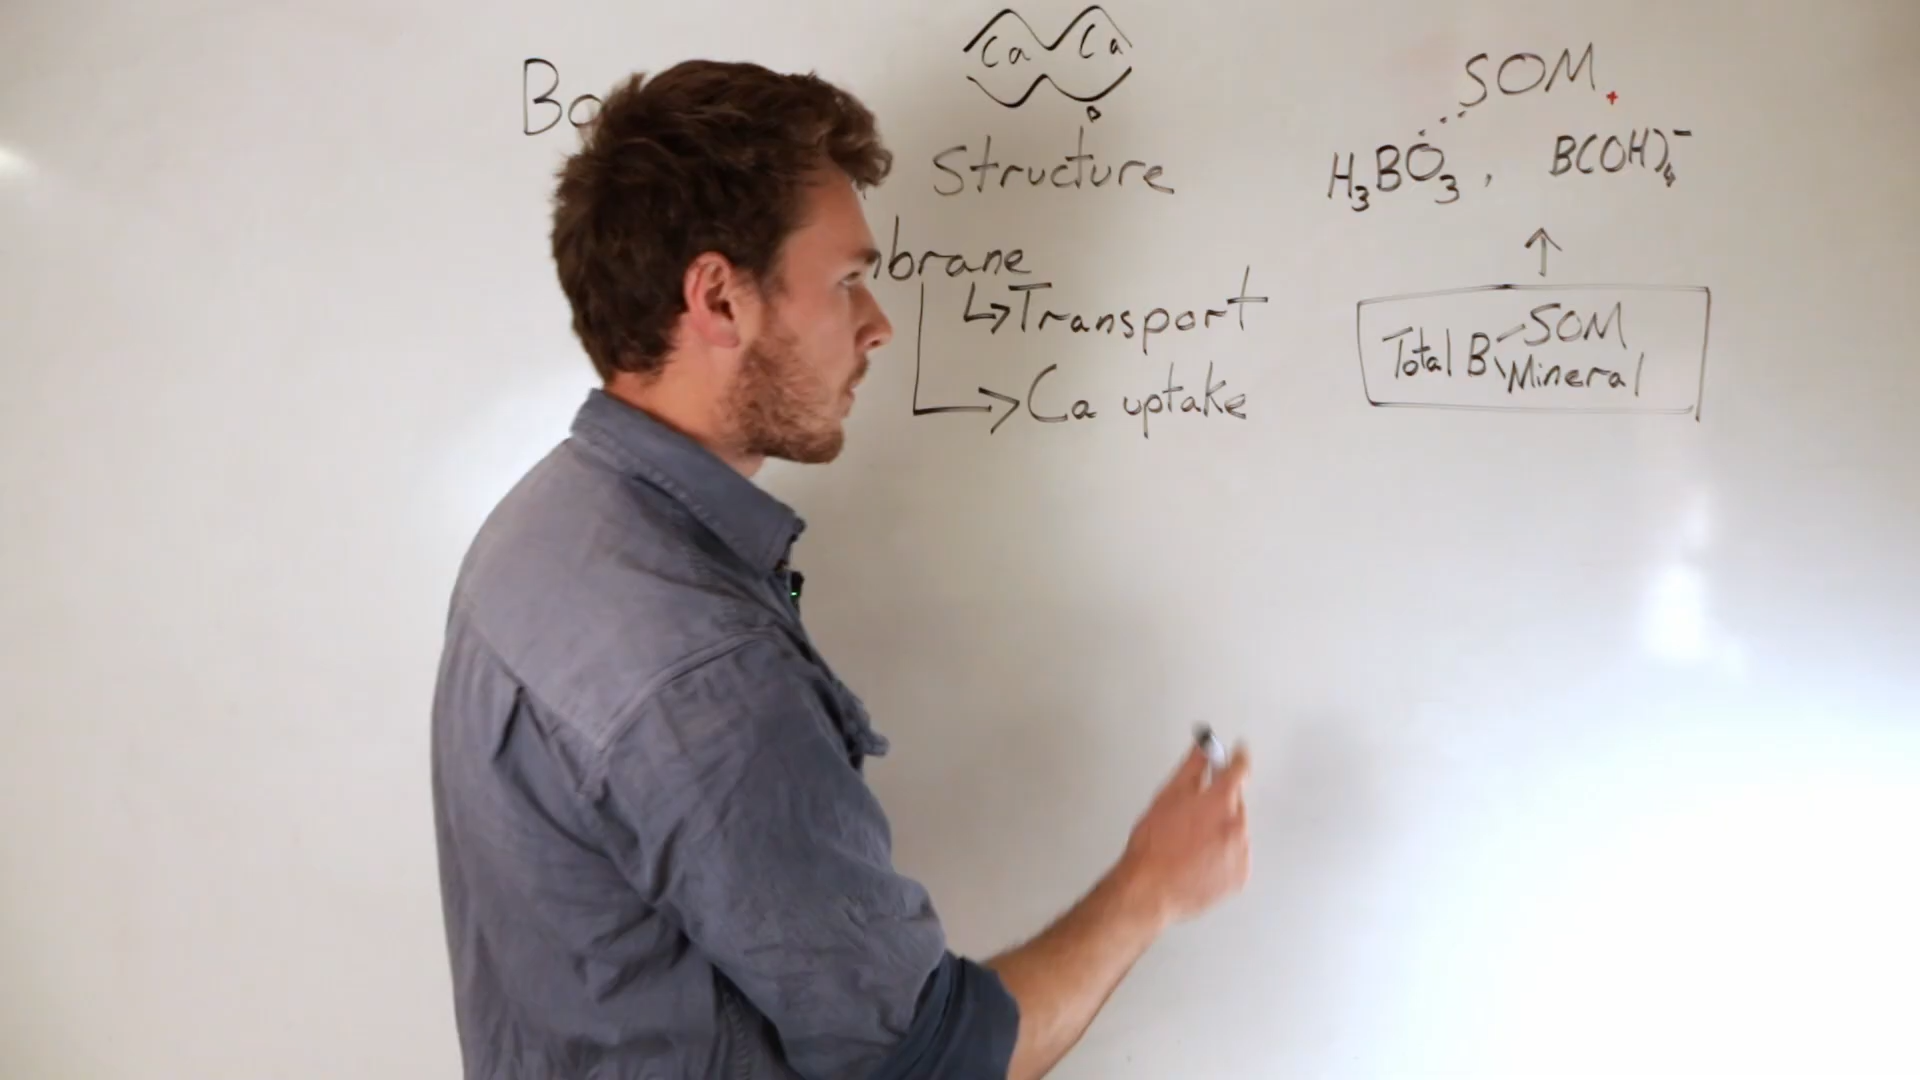 Bo
Ca Ca
Structure
brane
↳Transport
→Ca uptake
SOM
H₃BO₃, B(OH)₄⁻
↑
Total B SOM
Mineral